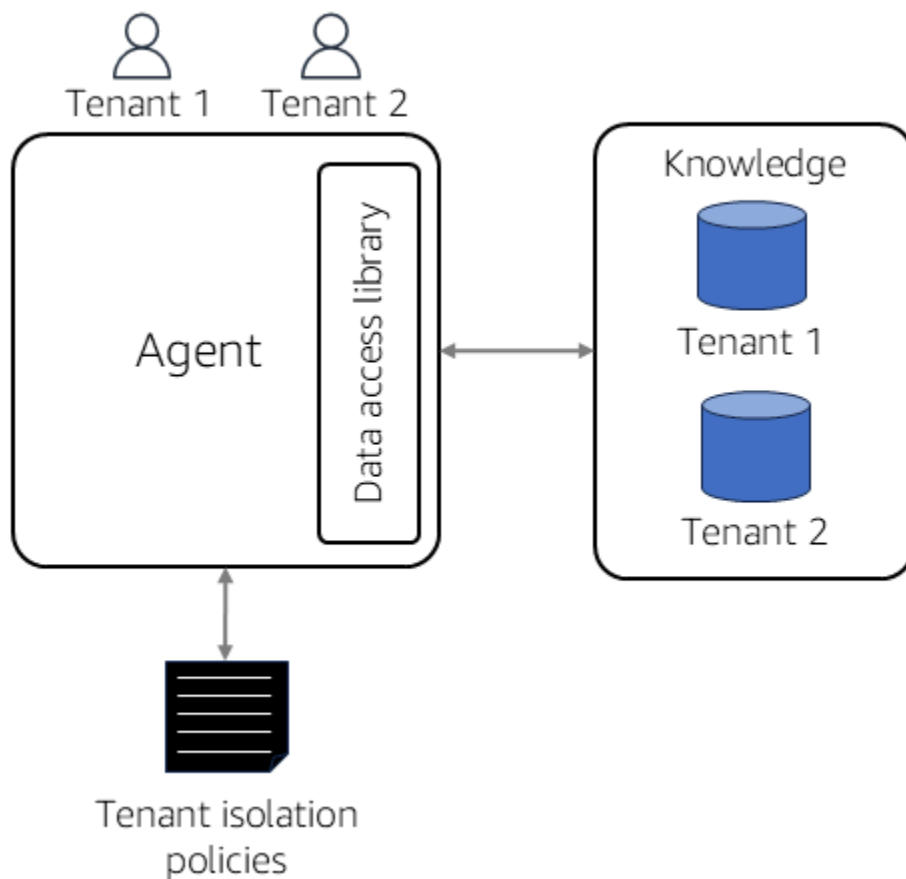 Tenant 1
Tenant 2
Agent
Data access library
Knowledge
Tenant 1
Tenant 2
Tenant isolation
policies